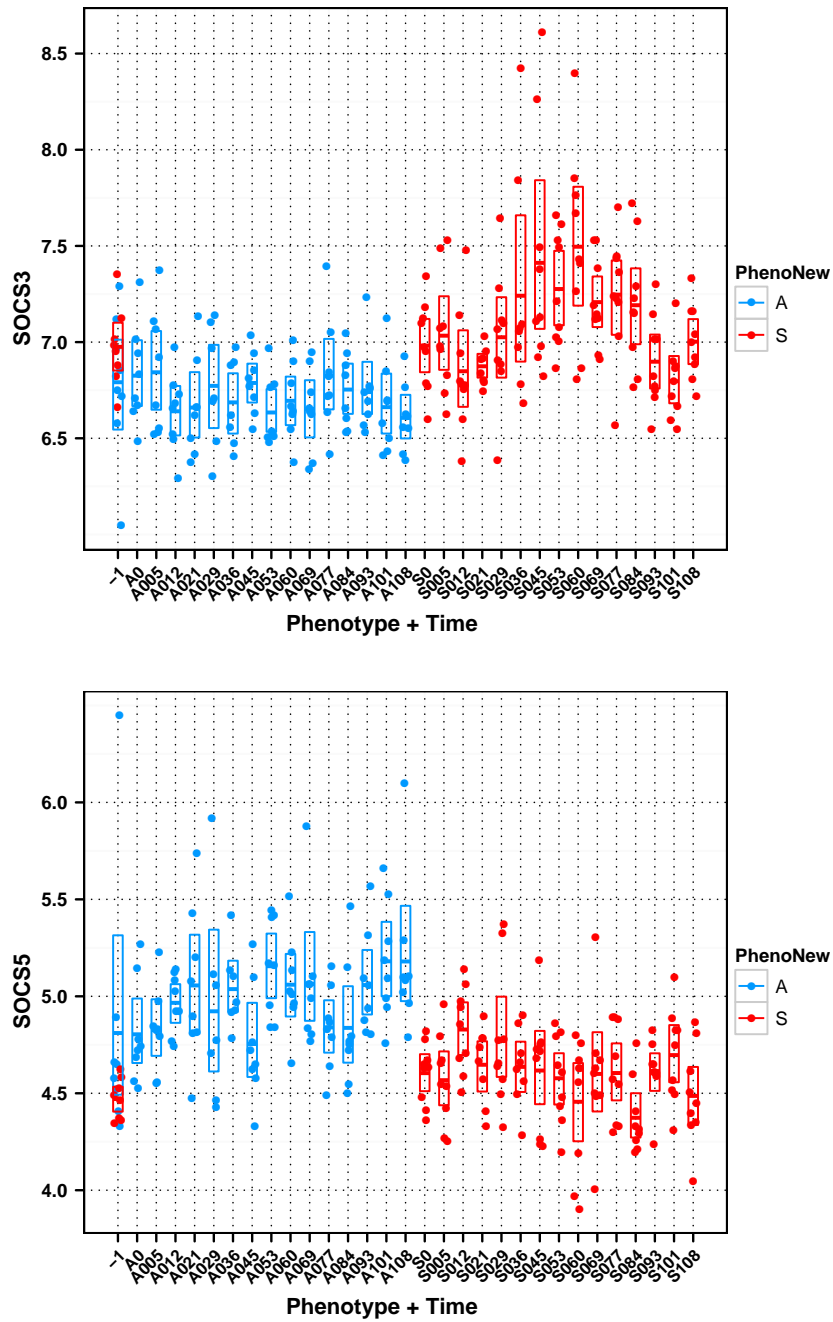 8.5
8.0
7.5
7.0
6.5
SOCS3
−1 A0 A005 A012 A021 A029 A036 A045 A053 A060 A069 A077 A084 A093 A101 A108 S0 S005 S012 S021 S029 S036 S045 S053 S060 S069 S077 S084 S093 S101 S108
Phenotype + Time
PhenoNew
A
S
6.0
5.5
5.0
4.5
4.0
SOCS5
−1 A0 A005 A012 A021 A029 A036 A045 A053 A060 A069 A077 A084 A093 A101 A108 S0 S005 S012 S021 S029 S036 S045 S053 S060 S069 S077 S084 S093 S101 S108
Phenotype + Time
PhenoNew
A
S